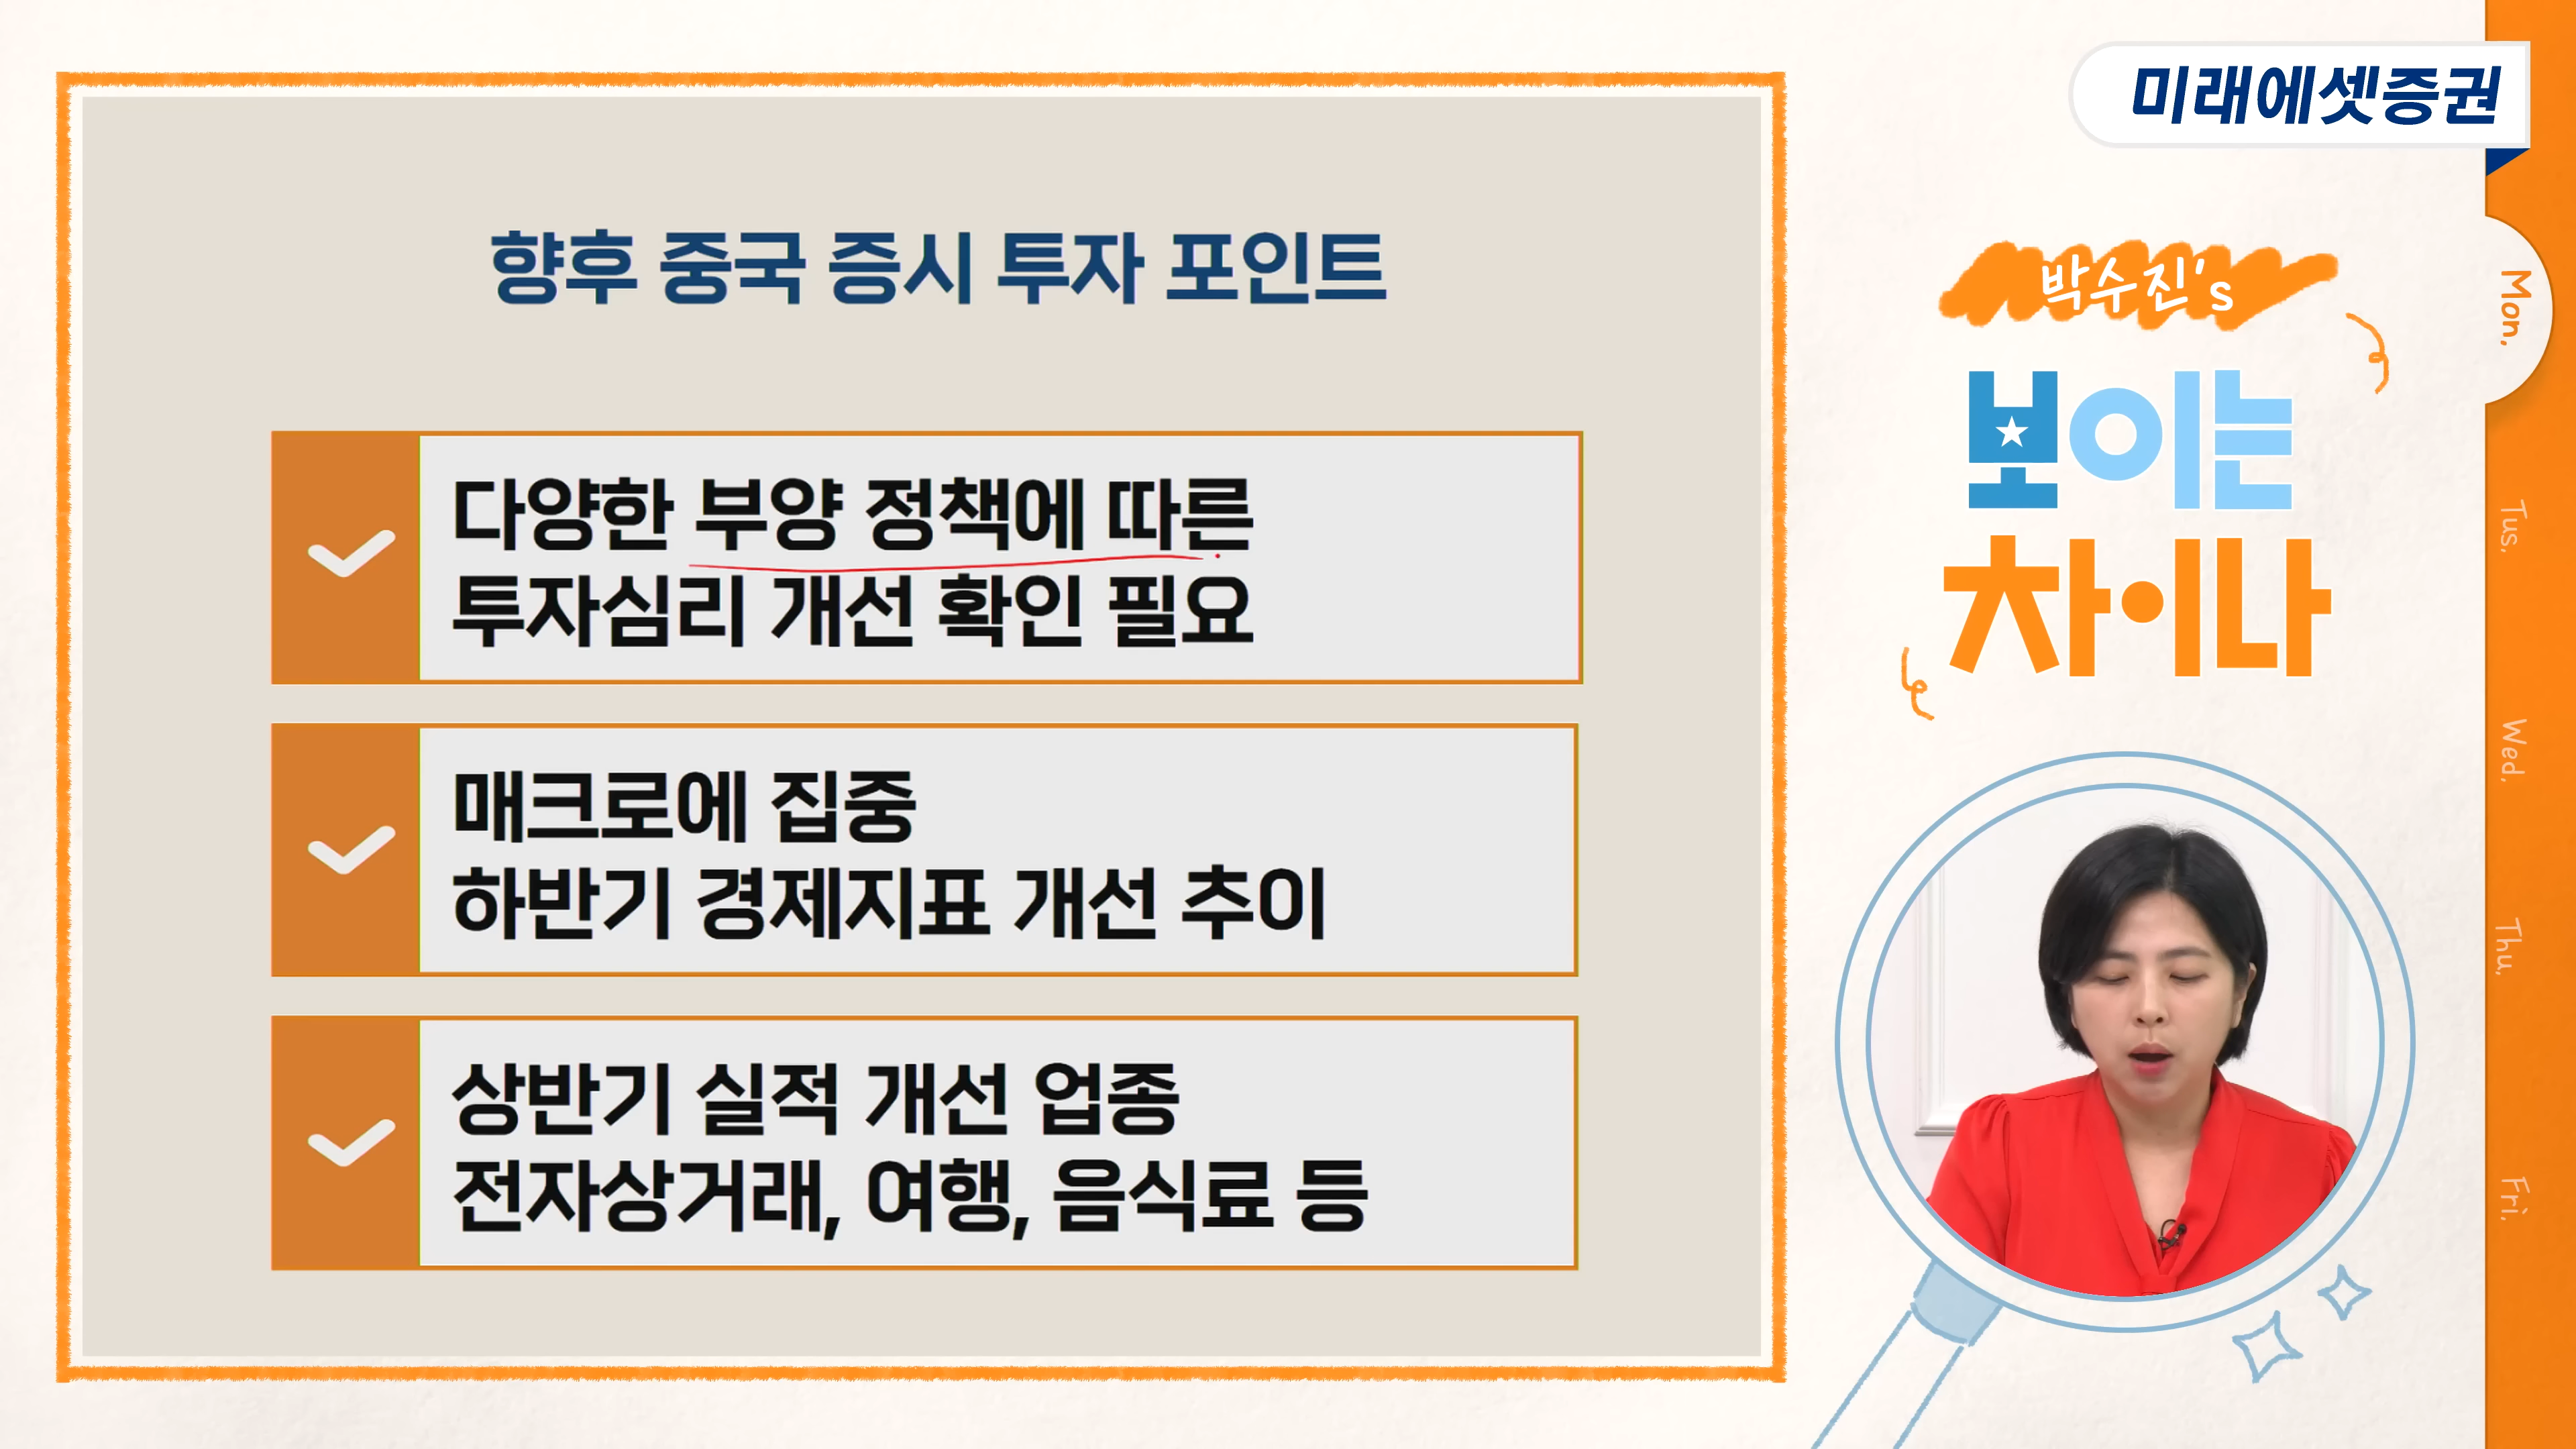 향후 중국 증시 투자 포인트
다양한 부양 정책에 따른
투자심리 개선 확인 필요
매크로에 집중
하반기 경제지표 개선 추이
상반기 실적 개선 업종
전자상거래, 여행, 음식료 등
미래에셋증권
박수진's
보이는
차이나
Mon.
Tus.
Wed.
Thu.
Fri.